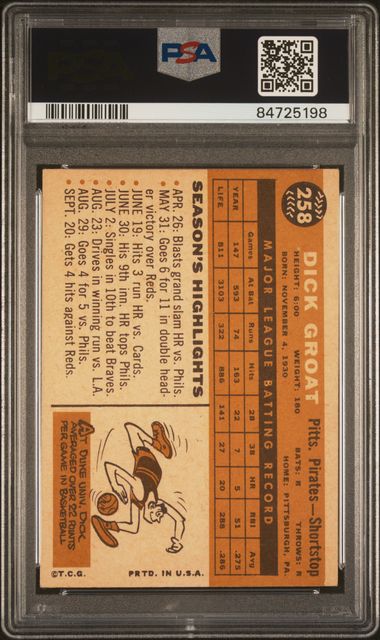 PSA
84725198
258
DICK GROAT Pitts. Pirates—Shortstop
HEIGHT: 6:00 WEIGHT: 180 BATS: R THROWS: R
BORN: NOVEMBER 4, 1930 HOME: PITTSBURGH, PA.
MAJOR LEAGUE BATTING RECORD
Games At Bat Runs Hits 2B 3B HR RBI Avg.
YEAR 147 593 74 163 22 7 5 51 .275
LIFE 811 3163 322 886 141 27 20 288 .286
SEASON'S HIGHLIGHTS
• APR. 26: Blasts grand slam HR vs. Phils.
• MAY 31: Goes 6 for 11 in double head-
er victory over Reds.
• JUNE 19: Hits 3 run HR vs. Cards.
• JUNE 30: His 9th inn. HR tops Phils.
• JULY 2: Singles in 10th to beat Braves.
• AUG. 23: Drives in winning run vs. L.A.
• AUG. 29: Goes 4 for 5 vs. Phils.
• SEPT. 20: Gets 4 hits against Reds.
AT DUKE UNIV. DICK
AVERAGED OVER 22 POINTS
PER GAME IN BASKETBALL
©T.C.G. PRTD. IN U.S.A.